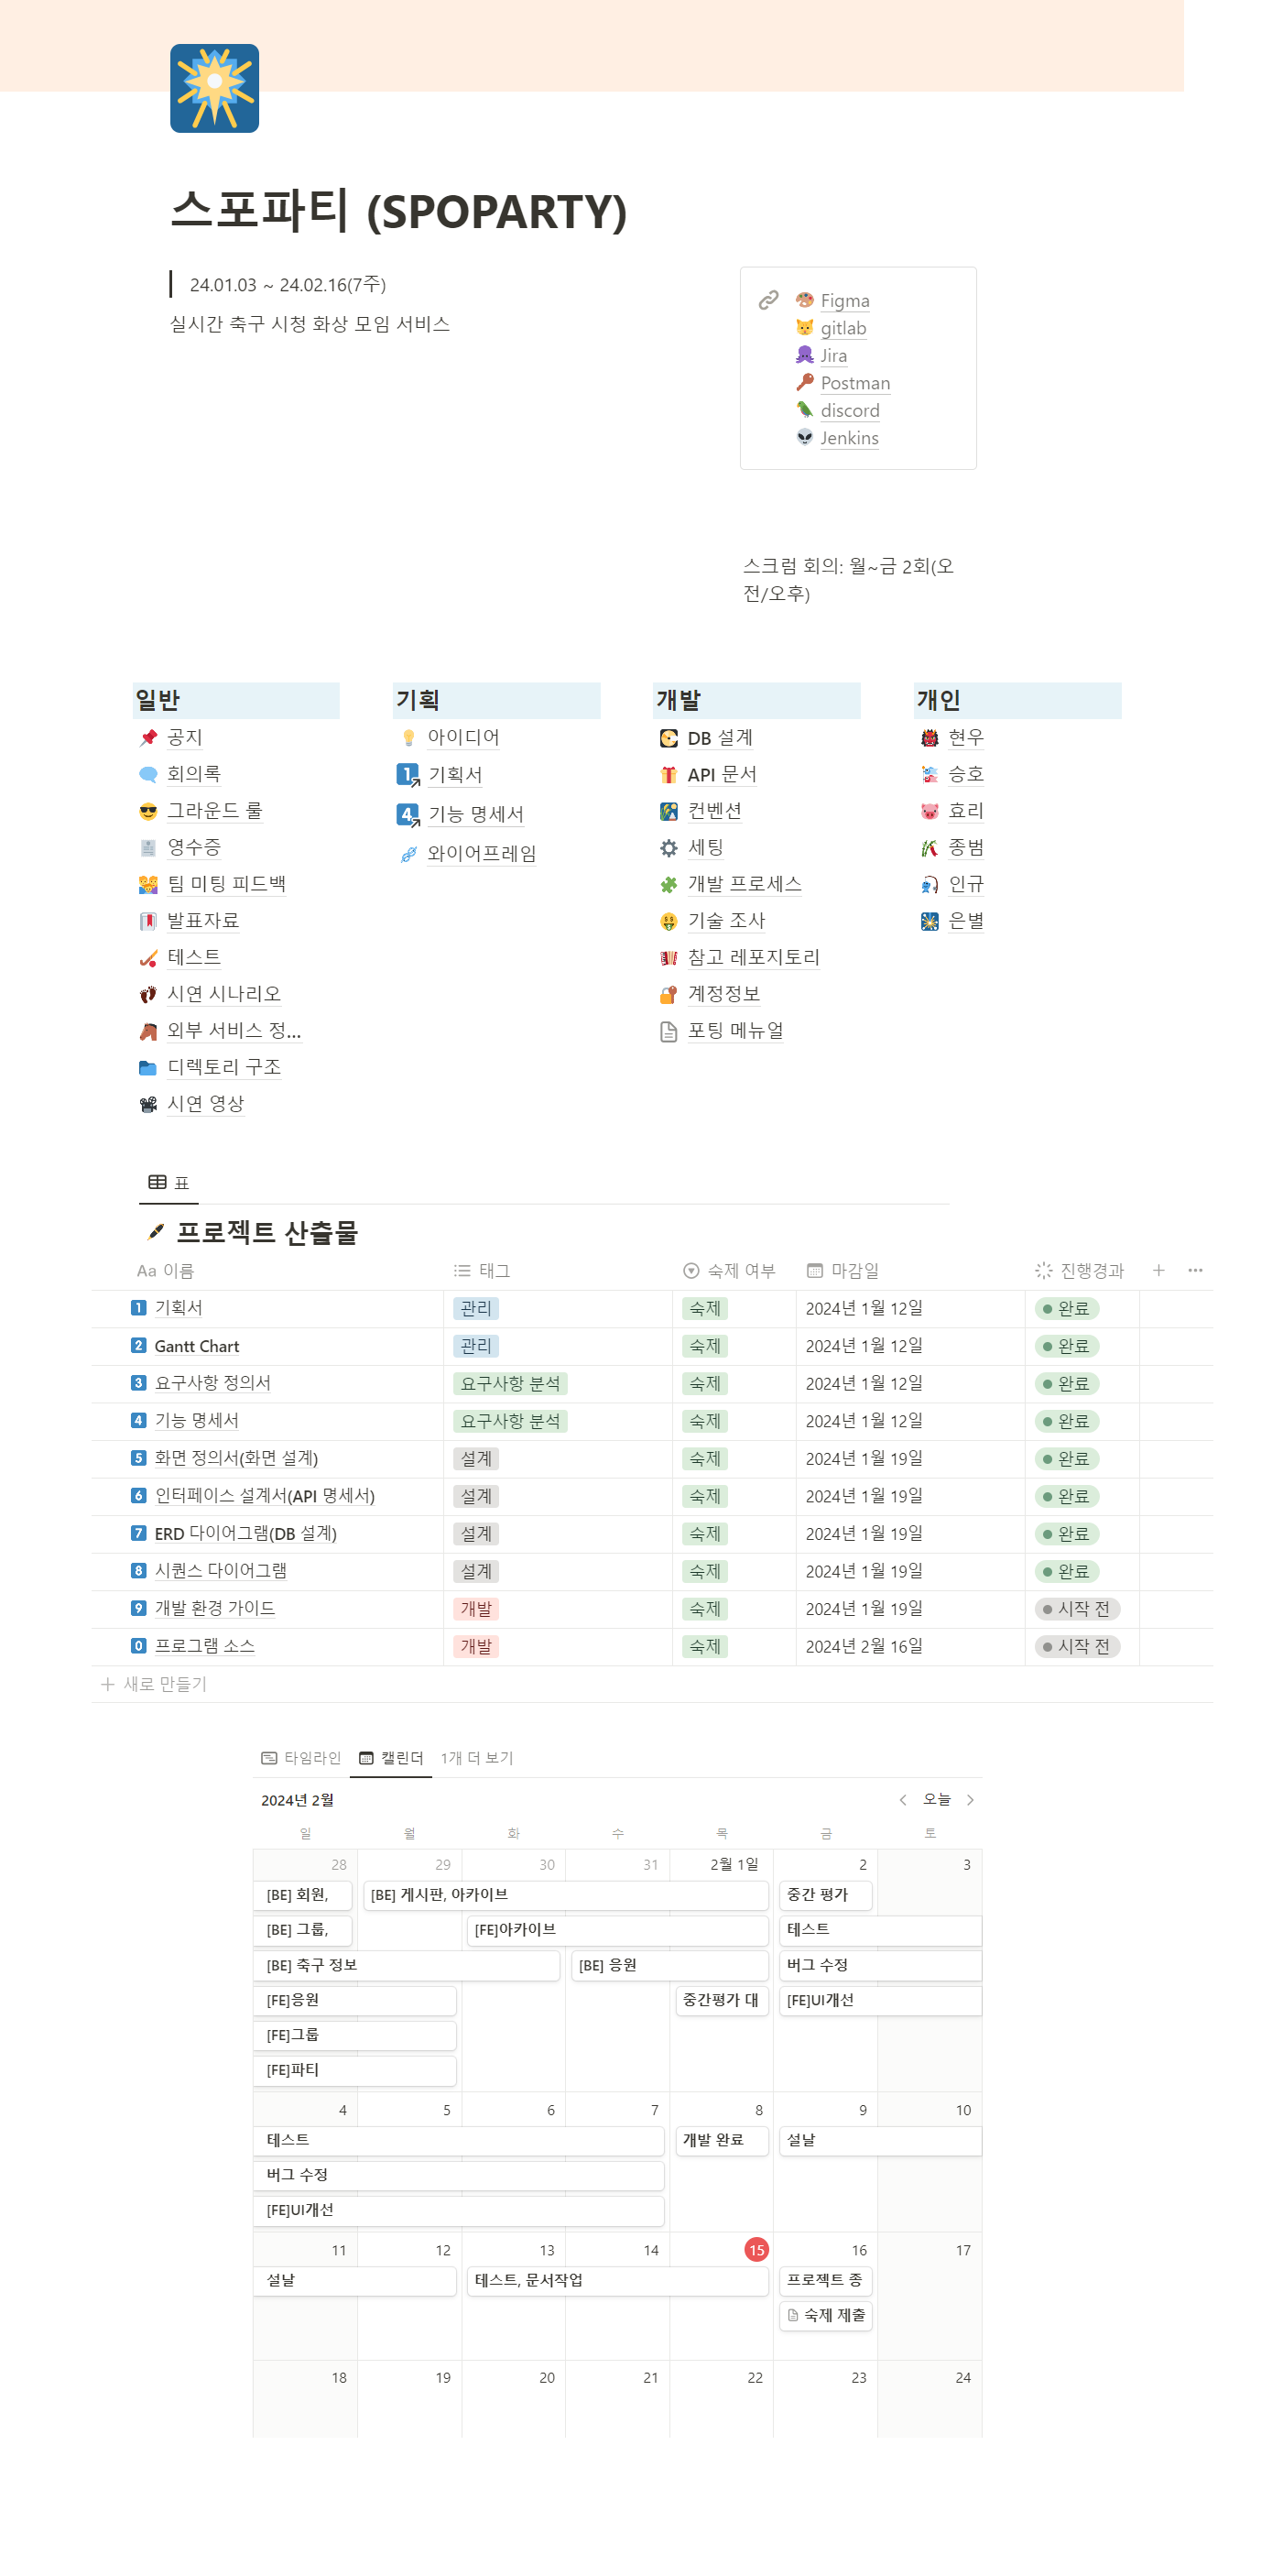 스포파티 (SPOPARTY)
24.01.03 ~ 24.02.16(7주)
실시간 축구 시청 화상 모임 서비스
Figma
gitlab
Jira
Postman
discord
Jenkins
스크럼 회의: 월~금 2회(오
전/오후)
일반
공지
회의록
그라운드 룰
영수증
팀 미팅 피드백
발표자료
테스트
시연 시나리오
외부 서비스 정...
디렉토리 구조
시연 영상
기획
아이디어
기획서
기능 명세서
와이어프레임
개발
DB 설계
API 문서
컨벤션
세팅
개발 프로세스
기술 조사
참고 레포지토리
계정정보
포팅 메뉴얼
개인
현우
승호
효리
종범
인규
은별
표
프로젝트 산출물
Aa 이름 태그 숙제 여부 마감일 진행경과
1 기획서 관리 숙제 2024년 1월 12일 완료
2 Gantt Chart 관리 숙제 2024년 1월 12일 완료
3 요구사항 정의서 요구사항 분석 숙제 2024년 1월 12일 완료
4 기능 명세서 요구사항 분석 숙제 2024년 1월 12일 완료
5 화면 정의서(화면 설계) 설계 숙제 2024년 1월 19일 완료
6 인터페이스 설계서(API 명세서) 설계 숙제 2024년 1월 19일 완료
7 ERD 다이어그램(DB 설계) 설계 숙제 2024년 1월 19일 완료
8 시퀀스 다이어그램 설계 숙제 2024년 1월 19일 완료
9 개발 환경 가이드 개발 숙제 2024년 1월 19일 시작 전
0 프로그램 소스 개발 숙제 2024년 2월 16일 시작 전
+ 새로 만들기
타임라인 캘린더 1개 더 보기
2024년 2월 오늘
일 월 화 수 목 금 토
28 29 30 31 2월 1일 2 3
[BE] 회원, [BE] 게시판, 아카이브 중간 평가
[BE] 그룹, [FE]아카이브 테스트
[BE] 축구 정보 [BE] 응원 버그 수정
[FE]응원 중간평가 대 [FE]UI개선
[FE]그룹
[FE]파티
4 5 6 7 8 9 10
테스트 개발 완료 설날
버그 수정
[FE]UI개선
11 12 13 14 15 16 17
설날 테스트, 문서작업 프로젝트 종
숙제 제출
18 19 20 21 22 23 24